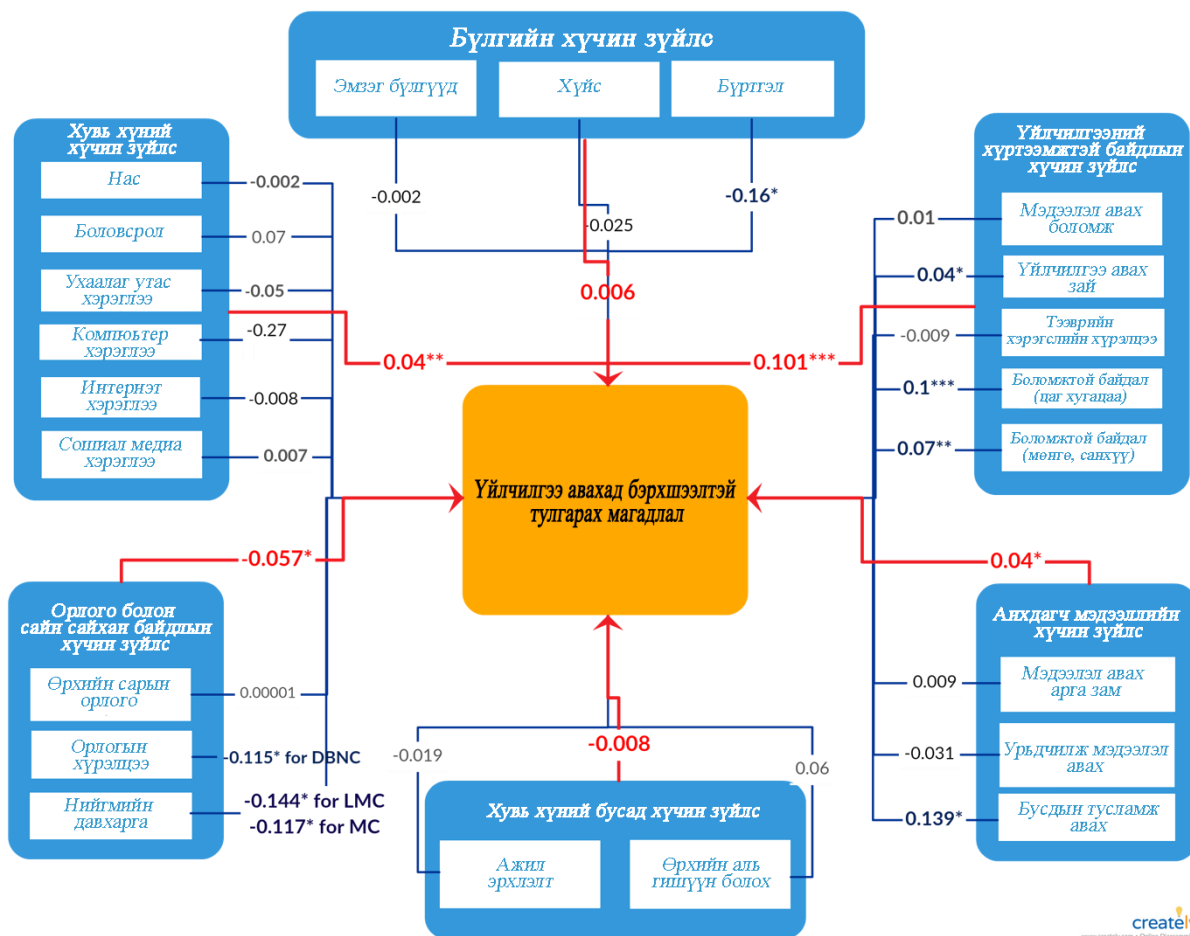 Бүлгийн хүчин зүйлс
Эмзэг бүлгүүд
Хүйс
Бүртгэл
-0.002
-0.025
-0.16*
0.006
Хувь хүний
хүчин зүйлс
Нас
-0.002
Боловсрол
0.07
Ухаалаг утас
хэрэглээ
-0.05
Компюьтер
хэрэглээ
-0.27
Интернэт
хэрэглээ
-0.008
Сошиал медиа
хэрэглээ
0.007
0.04**
Үйлчилгээний
хүртээмжтэй байдлын
хүчин зүйлс
0.01
Мэдээлэл авах
боломж
0.04*
Үйлчилгээ авах
зай
-0.009
Тээврийн
хэрэгслийн хүрэлцээ
0.1***
Боломжтой байдал
(цаг хугацаа)
0.07**
Боломжтой байдал
(мөнгө, санхүү)
0.101***
Үйлчилгээ авахад бэрхшээлтэй
тулгарах магадлал
-0.057*
Орлого болон
сайн сайхан байдлын
хүчин зүйлс
Өрхийн сарын
орлого
0.00001
Орлогын
хүрэлцээ
-0.115* for DBNC
Нийгмийн
давхарга
-0.144* for LMC
-0.117* for MC
-0.019
-0.008
0.06
Хувь хүний бусад хүчин зүйлс
Ажил
эрхлэлт
Өрхийн аль
гишүүн болох
0.04*
Анхдагч мэдээллийн
хүчин зүйлс
0.009
Мэдээлэл авах
арга зам
-0.031
Урьдчилж мэдээлэл
авах
0.139*
Бусдын тусламж
авах